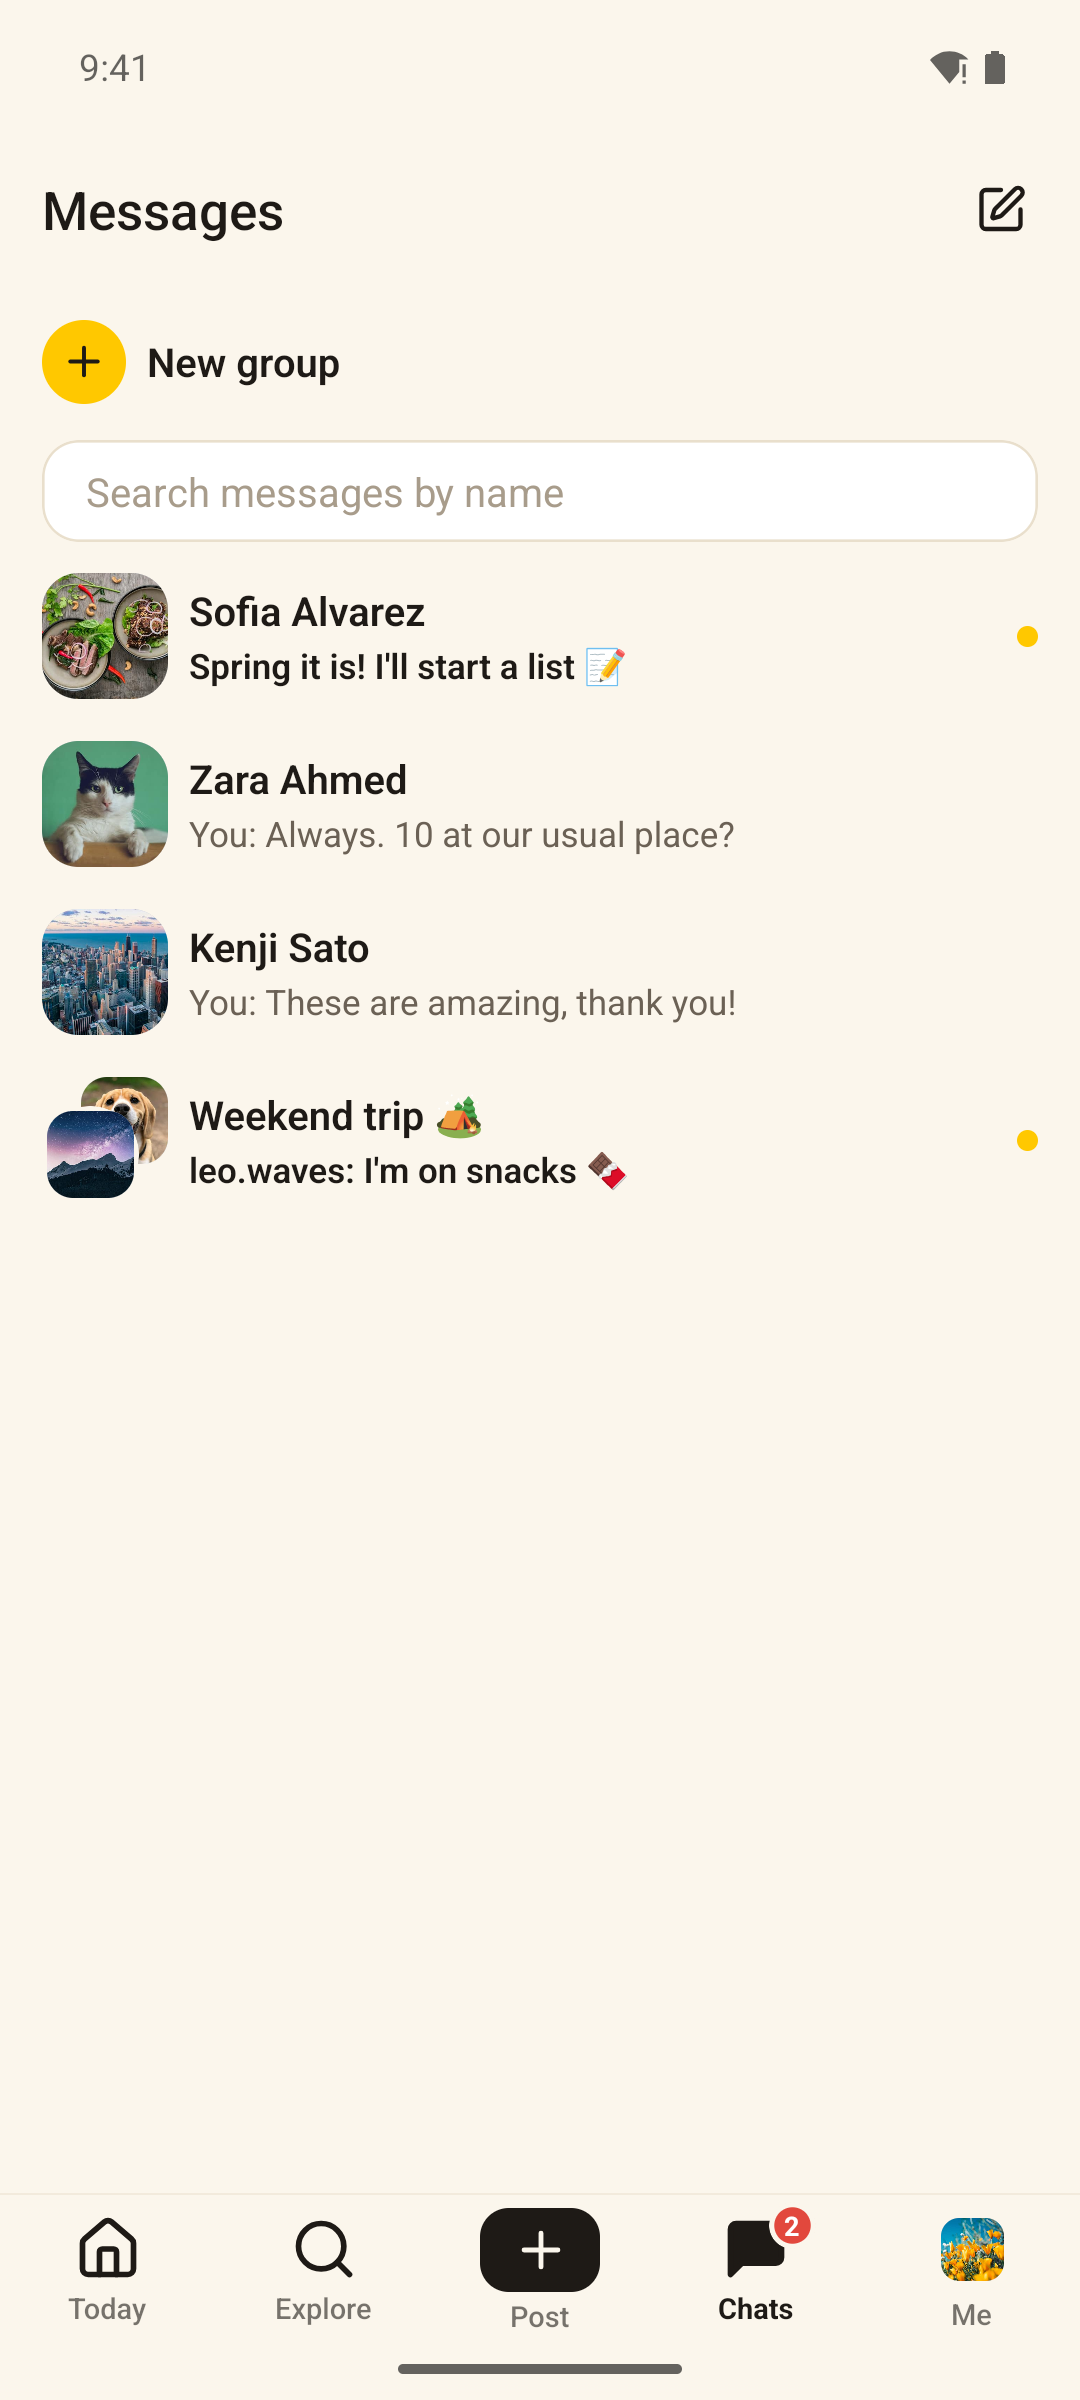 9:41
Messages
New group
Search messages by name
Sofia Alvarez
Spring it is! I'll start a list 📝
Zara Ahmed
You: Always. 10 at our usual place?
Kenji Sato
You: These are amazing, thank you!
Weekend trip 🏕️
leo.waves: I'm on snacks 🍫
2
Today
Explore
Post
Chats
Me